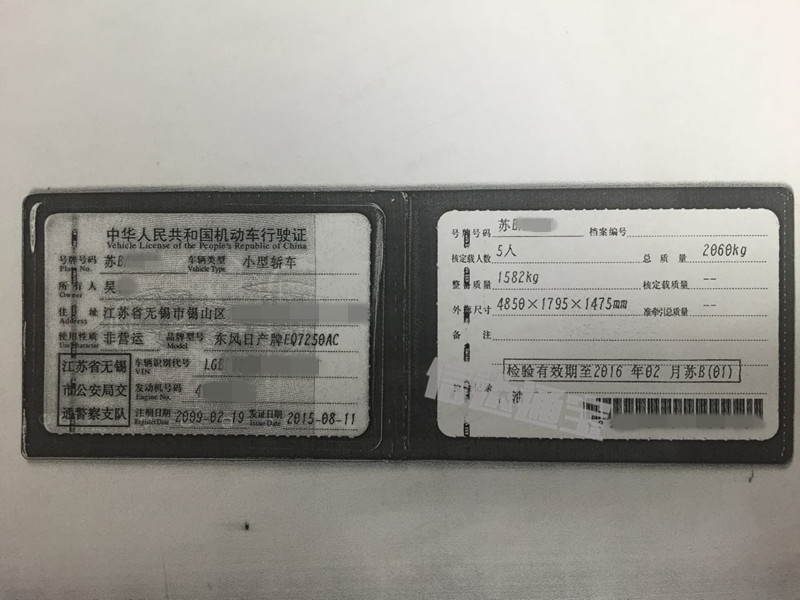 中华人民共和国机动车行驶证
Vehicle License of the People's Republic of China
号牌号码 苏B 车辆类型 小型轿车
Plate No. Vehicle Type
所有人 吴
Owner
住址 江苏省无锡市锡山区
Address
使用性质 非营运 品牌型号 东风日产牌EQ7250AC
Use Character Model
江苏省无锡 车辆识别代号 LGB
VIN
市公安局交 发动机号码
Engine No.
通警察支队 注册日期 2009-02-19 发证日期 2015-08-11
Register Date Issue Date
号牌号码 苏B 档案编号
核定载人数 5人 总质量 2060kg
整备质量 1582kg 核定载质量 --
外廓尺寸 4850×1795×1475mm 准牵引总质量 --
备注
检验有效期至2016 年02 月苏B(01)
油